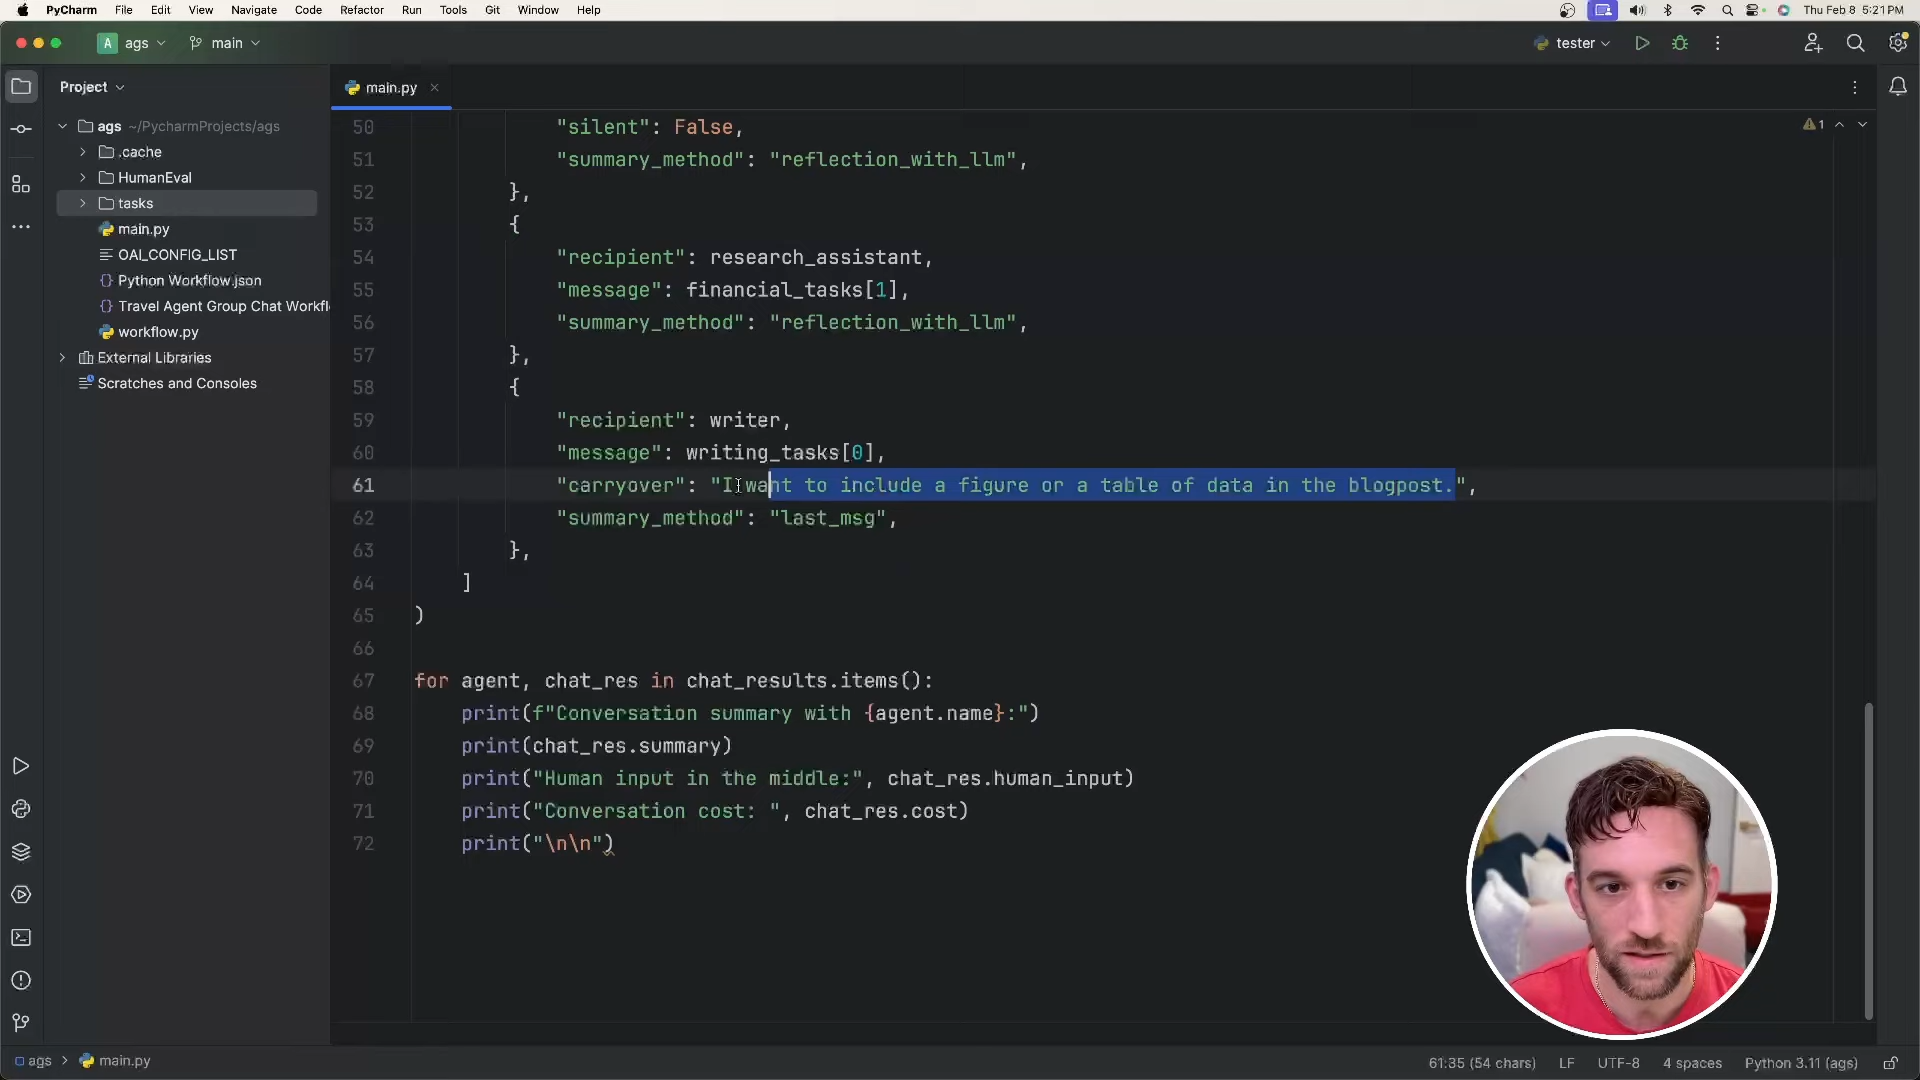 PyCharm File Edit View Navigate Code Refactor Run Tools Git Window Help Thu Feb 8 5:21 PM
A ags main tester
Project main.py
ags ~/PycharmProjects/ags
.cache
HumanEval
tasks
main.py
OAI_CONFIG_LIST
Python Workflow.json
Travel Agent Group Chat Workfl
workflow.py
External Libraries
Scratches and Consoles
1
50 "silent": False,
51 "summary_method": "reflection_with_llm",
52 },
53 {
54 "recipient": research_assistant,
55 "message": financial_tasks[1],
56 "summary_method": "reflection_with_llm",
57 },
58 {
59 "recipient": writer,
60 "message": writing_tasks[0],
61 "carryover": "I want to include a figure or a table of data in the blogpost.",
62 "summary_method": "last_msg",
63 },
64 ]
65 )
66
67 for agent, chat_res in chat_results.items():
68 print(f"Conversation summary with {agent.name}:")
69 print(chat_res.summary)
70 print("Human input in the middle:", chat_res.human_input)
71 print("Conversation cost: ", chat_res.cost)
72 print("\n\n")
ags > main.py 61:35 (54 chars) LF UTF-8 4 spaces Python 3.11 (ags)